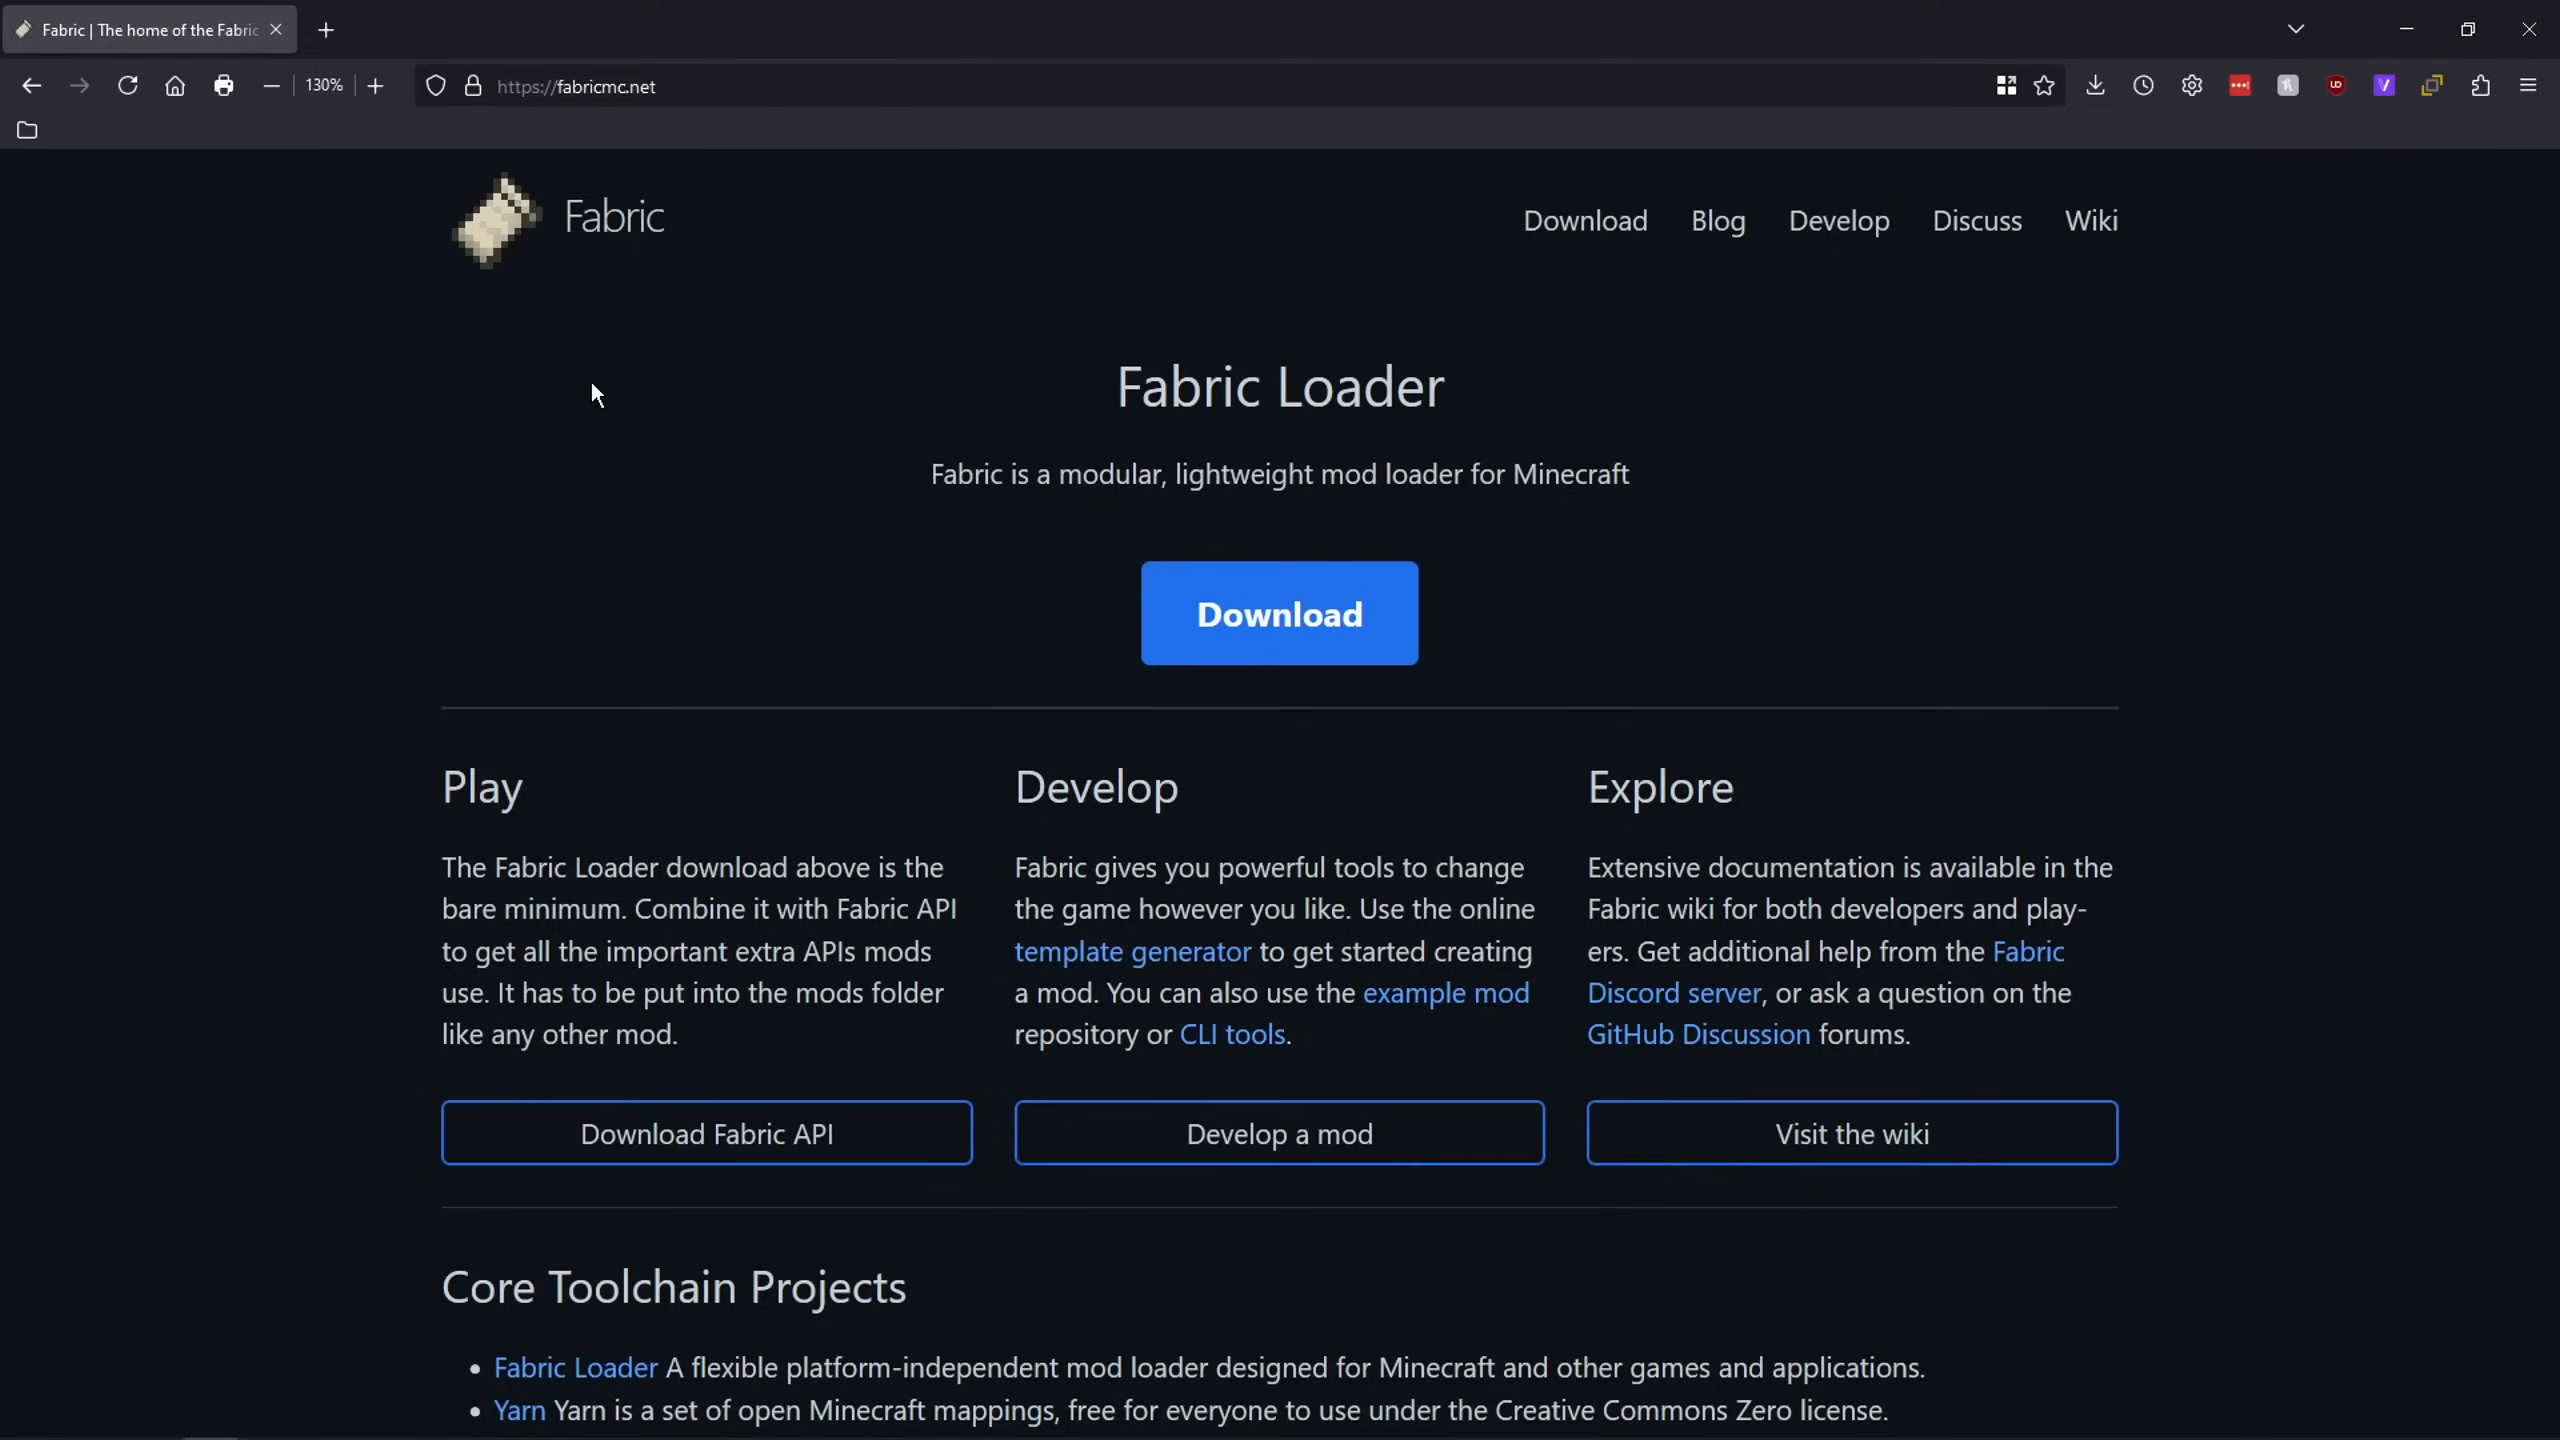 Fabric | The home of the Fabric
130%
https://fabricmc.net
Fabric
Download Blog Develop Discuss Wiki
Fabric Loader
Fabric is a modular, lightweight mod loader for Minecraft
Download
Play
The Fabric Loader download above is the
bare minimum. Combine it with Fabric API
to get all the important extra APIs mods
use. It has to be put into the mods folder
like any other mod.
Download Fabric API
Develop
Fabric gives you powerful tools to change
the game however you like. Use the online
template generator to get started creating
a mod. You can also use the example mod
repository or CLI tools.
Develop a mod
Explore
Extensive documentation is available in the
Fabric wiki for both developers and play-
ers. Get additional help from the Fabric
Discord server, or ask a question on the
GitHub Discussion forums.
Visit the wiki
Core Toolchain Projects
• Fabric Loader A flexible platform-independent mod loader designed for Minecraft and other games and applications.
• Yarn Yarn is a set of open Minecraft mappings, free for everyone to use under the Creative Commons Zero license.